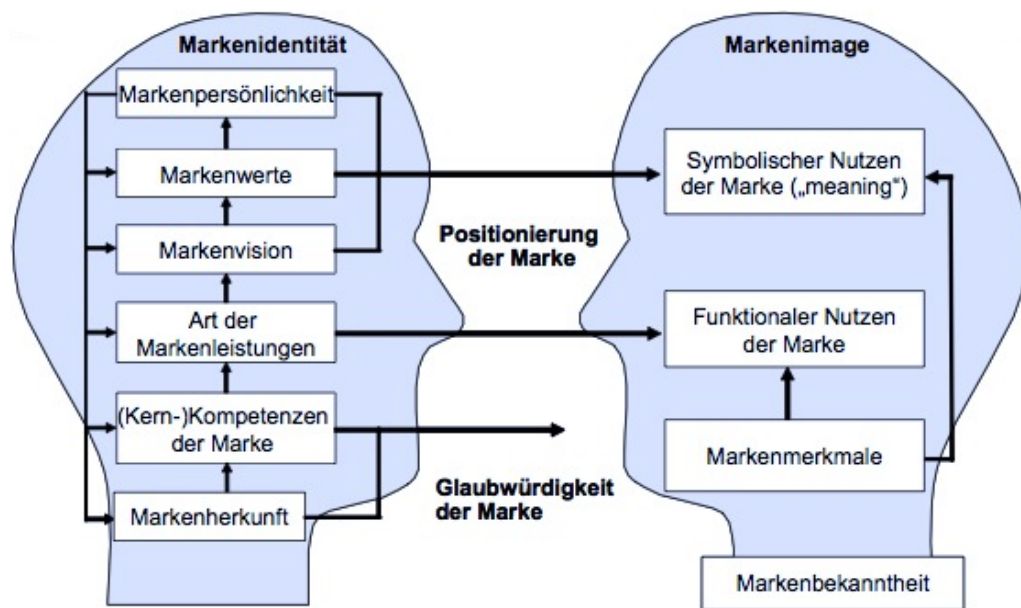 Markenidentität
Markenpersönlichkeit
Markenwerte
Markenvision
Art der
Markenleistungen
(Kern-)Kompetenzen
der Marke
Markenherkunft
Positionierung
der Marke
Glaubwürdigkeit
der Marke
Markenimage
Symbolischer Nutzen
der Marke („meaning“)
Funktionaler Nutzen
der Marke
Markenmerkmale
Markenbekanntheit